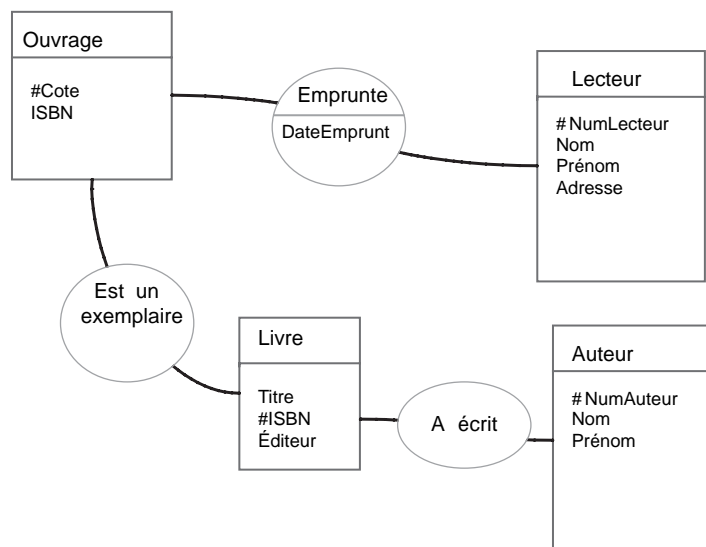 Ouvrage
#Cote
ISBN
Emprunte
DateEmprunt
Lecteur
#NumLecteur
Nom
Prénom
Adresse
Est un
exemplaire
Livre
Titre
#ISBN
Éditeur
A écrit
Auteur
#NumAuteur
Nom
Prénom